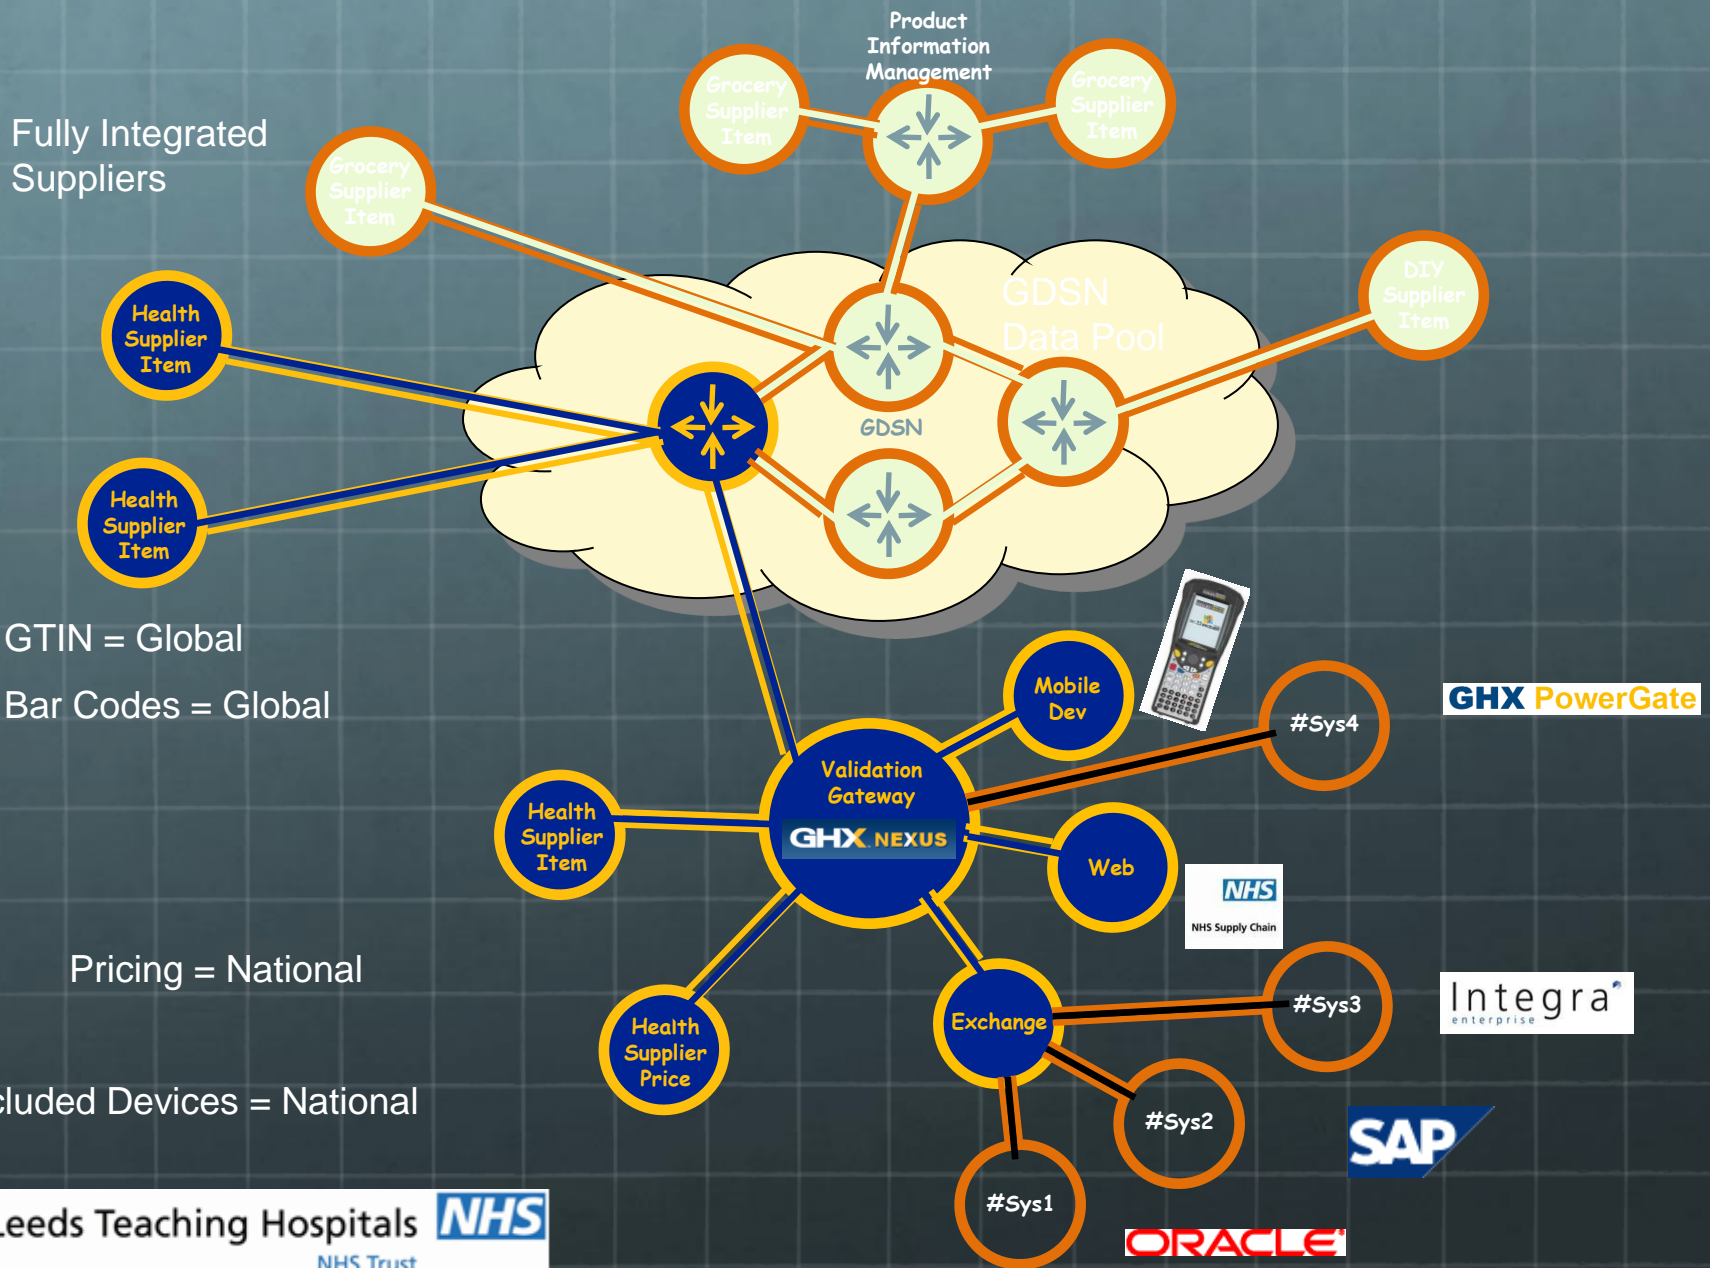 Product
Information
Management
Grocery
Supplier
Item
Grocery
Supplier
Item
Fully Integrated
Suppliers
Grocery
Supplier
Item
DIY
Supplier
Item
GDSN
Data Pool
Health
Supplier
Item
GDSN
Health
Supplier
Item
GTIN = Global
Bar Codes = Global
Mobile
Dev
#Sys4
GHX PowerGate
Validation
Gateway
GHX NEXUS
Health
Supplier
Item
Web
NHS
NHS Supply Chain
Pricing = National
Exchange
#Sys3
Integra
enterprise
Health
Supplier
Price
cluded Devices = National
#Sys2
SAP
#Sys1
ORACLE
Leeds Teaching Hospitals NHS
NHS Trust